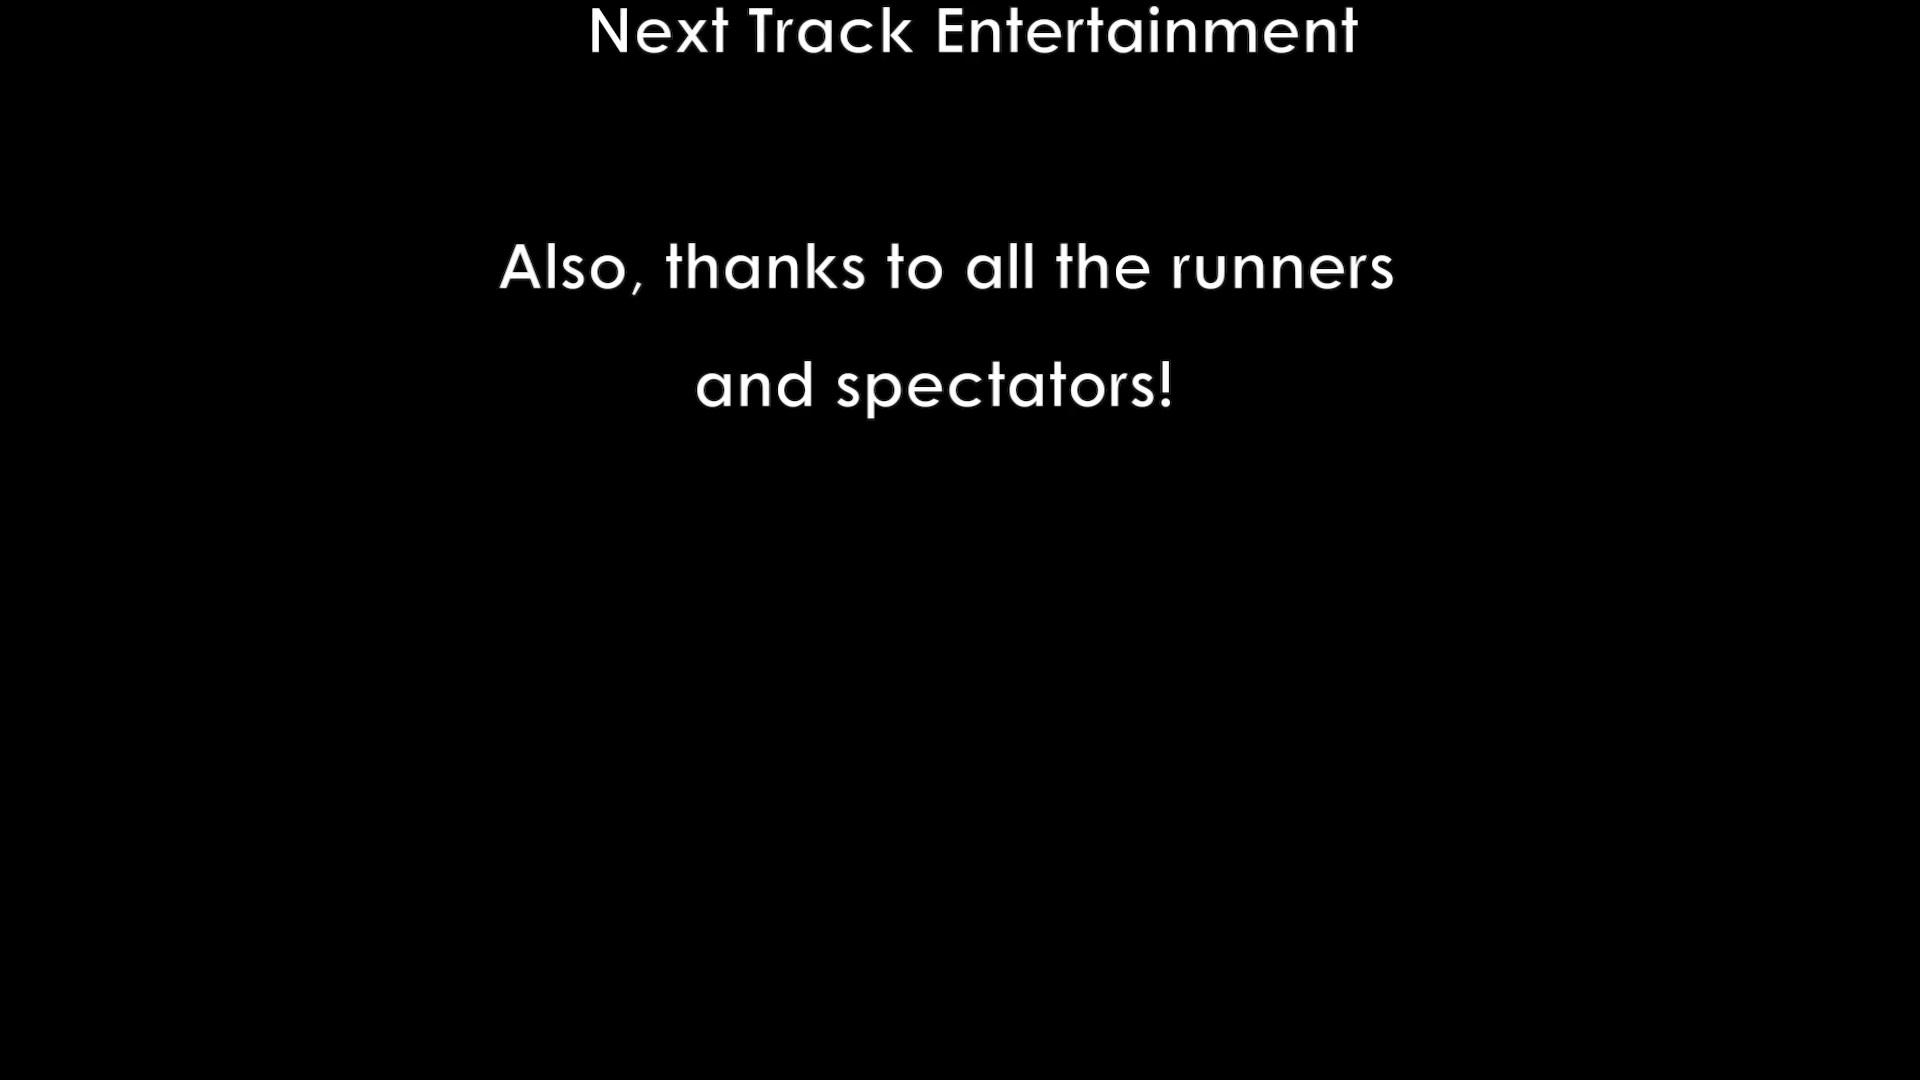 Next Track Entertainment
Also, thanks to all the runners
and spectators!